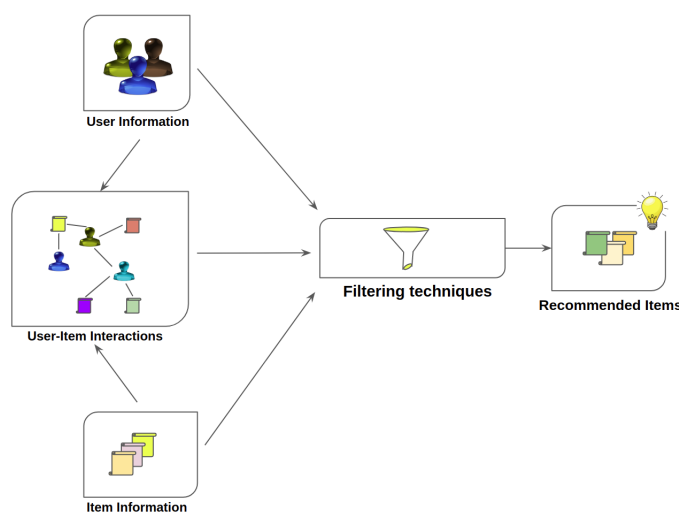 User Information
User-Item Interactions
Filtering techniques
Recommended Items
Item Information